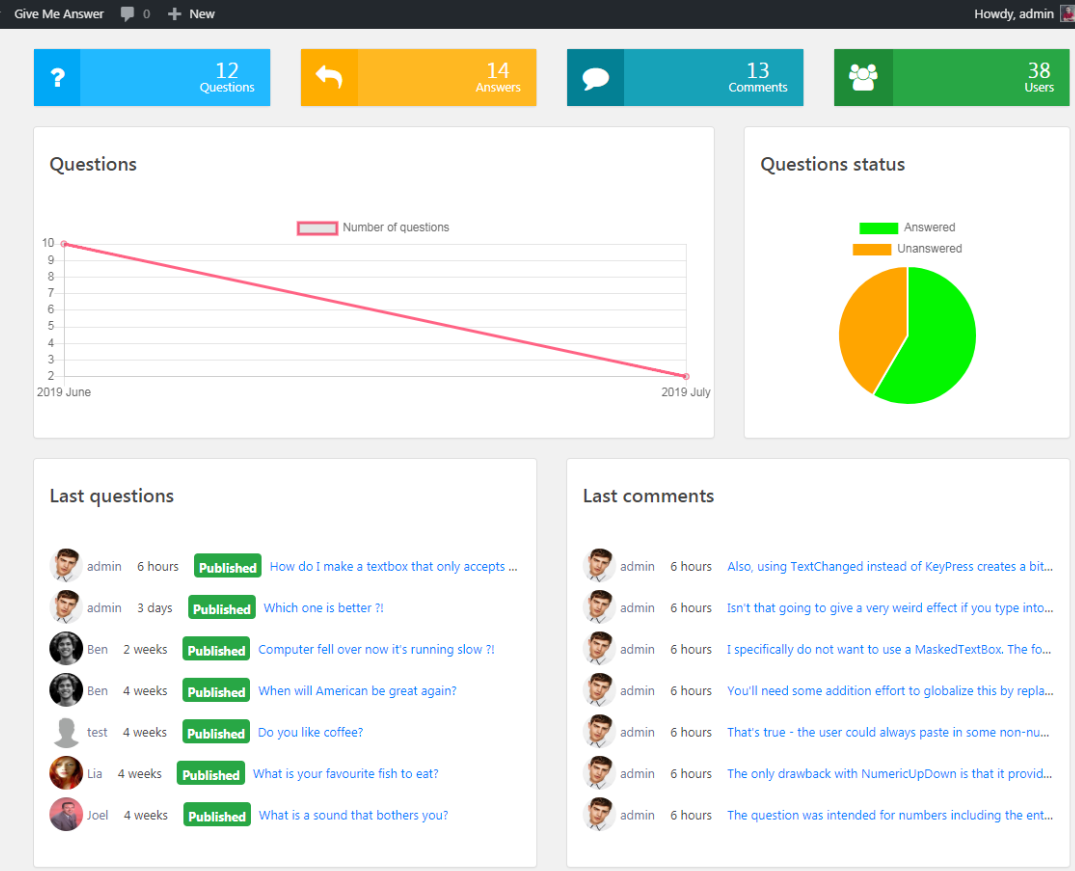 Give Me Answer 0 New Howdy, admin
12 14 13 38
Questions Answers Comments Users
Questions
Number of questions
10
9
8
7
6
5
4
3
2
2019 June 2019 July
Questions status
Answered
Unanswered
Last questions
admin 6 hours Published How do I make a textbox that only accepts ...
admin 3 days Published Which one is better ?!
Ben 2 weeks Published Computer fell over now it's running slow ?!
Ben 4 weeks Published When will American be great again?
test 4 weeks Published Do you like coffee?
Lia 4 weeks Published What is your favourite fish to eat?
Joel 4 weeks Published What is a sound that bothers you?
Last comments
admin 6 hours Also, using TextChanged instead of KeyPress creates a bit...
admin 6 hours Isn't that going to give a very weird effect if you type into...
admin 6 hours I specifically do not want to use a MaskedTextBox. The fo...
admin 6 hours You'll need some addition effort to globalize this by repla...
admin 6 hours That's true - the user could always paste in some non-nu...
admin 6 hours The only drawback with NumericUpDown is that it provid...
admin 6 hours The question was intended for numbers including the ent...